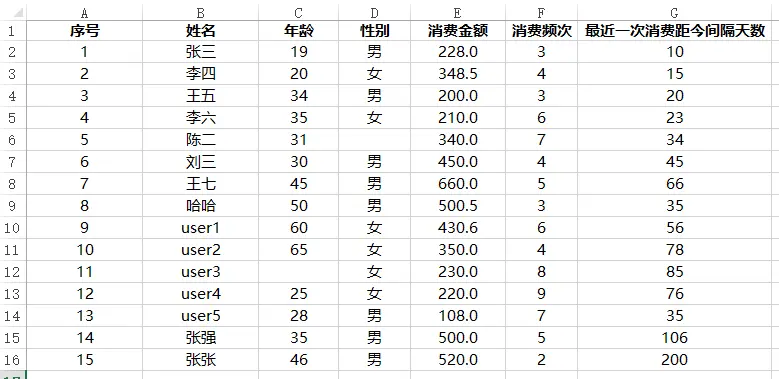 A B C D E F G
1 序号 姓名 年龄 性别 消费金额 消费频次 最近一次消费距今间隔天数
2 1 张三 19 男 228.0 3 10
3 2 李四 20 女 348.5 4 15
4 3 王五 34 男 200.0 3 20
5 4 李六 35 女 210.0 6 23
6 5 陈二 31 340.0 7 34
7 6 刘三 30 男 450.0 4 45
8 7 王七 45 男 660.0 5 66
9 8 哈哈 50 男 500.5 3 35
10 9 user1 60 女 430.6 6 56
11 10 user2 65 女 350.0 4 78
12 11 user3 女 230.0 8 85
13 12 user4 25 女 220.0 9 76
14 13 user5 28 男 108.0 7 35
15 14 张强 35 男 500.0 5 106
16 15 张张 46 男 520.0 2 200